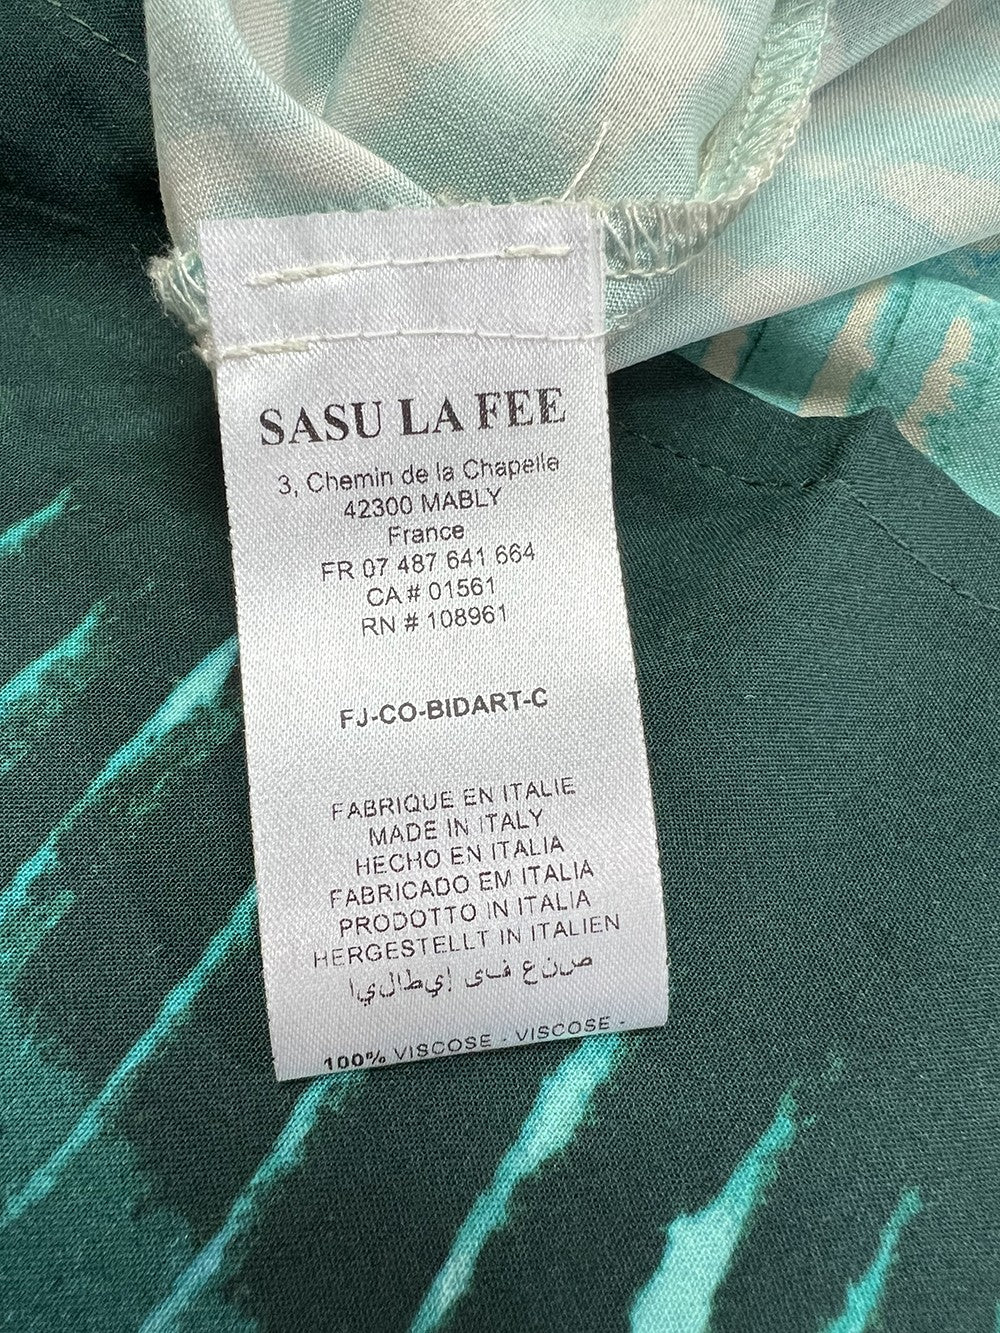 SASU LA FEE
3, Chemin de la Chapelle
42300 MABLY
France
FR 07 487 641 664
CA # 01561
RN # 108961
FJ-CO-BIDART-C
FABRIQUE EN ITALIE
MADE IN ITALY
HECHO EN ITALIA
FABRICADO EM ITALIA
PRODOTTO IN ITALIA
HERGESTELLT IN ITALIEN
صنع فى إيطاليا
100% VISCOSE - VISCOSE -